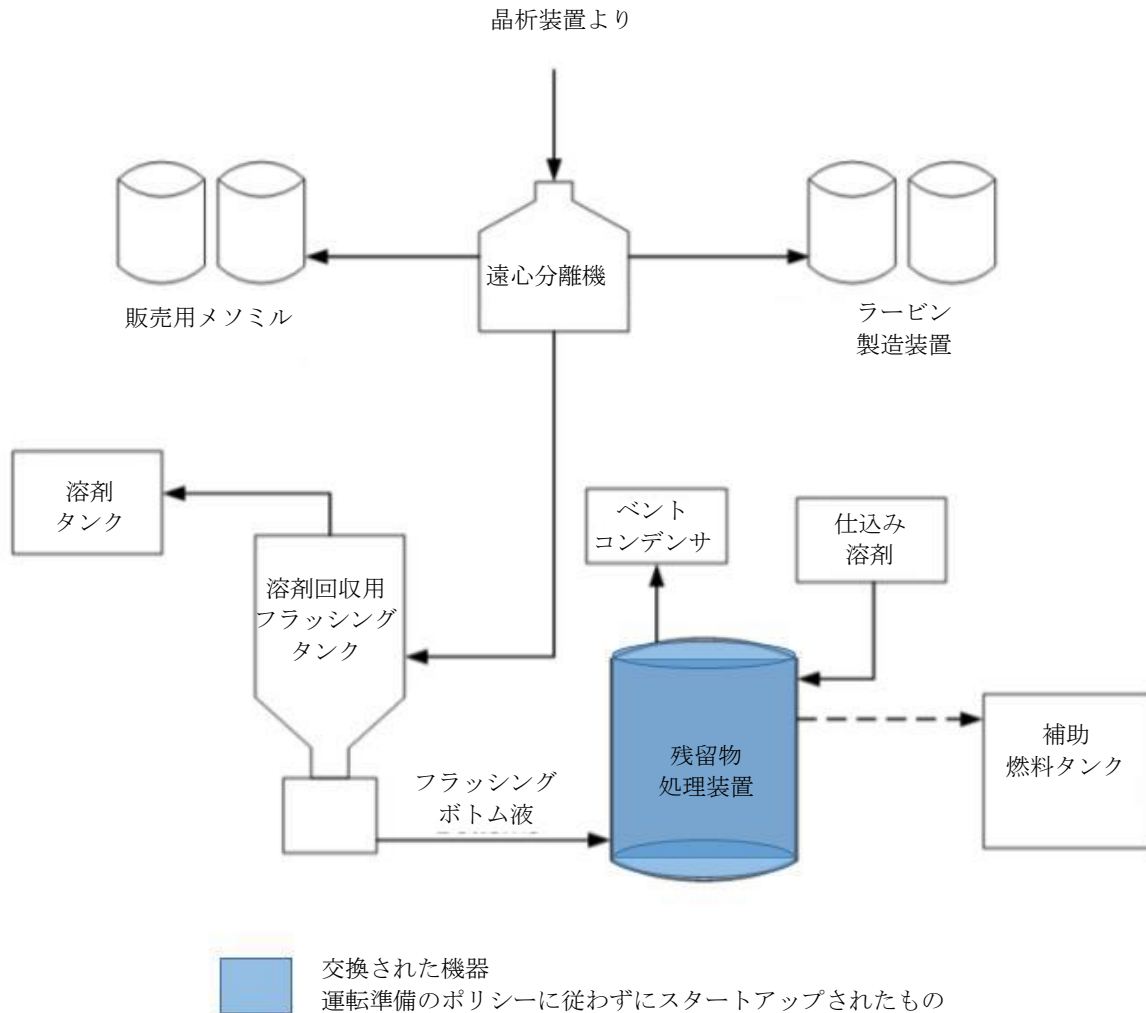 晶析装置より
遠心分離機
販売用メソミル
ラービン
製造装置
溶剤
タンク
溶剤回収用
フラッシング
タンク
ベント
コンデンサ
仕込み
溶剤
残留物
処理装置
補助
燃料タンク
フラッシング
ボトム液
交換された機器
運転準備のポリシーに従わずにスタートアップされたもの